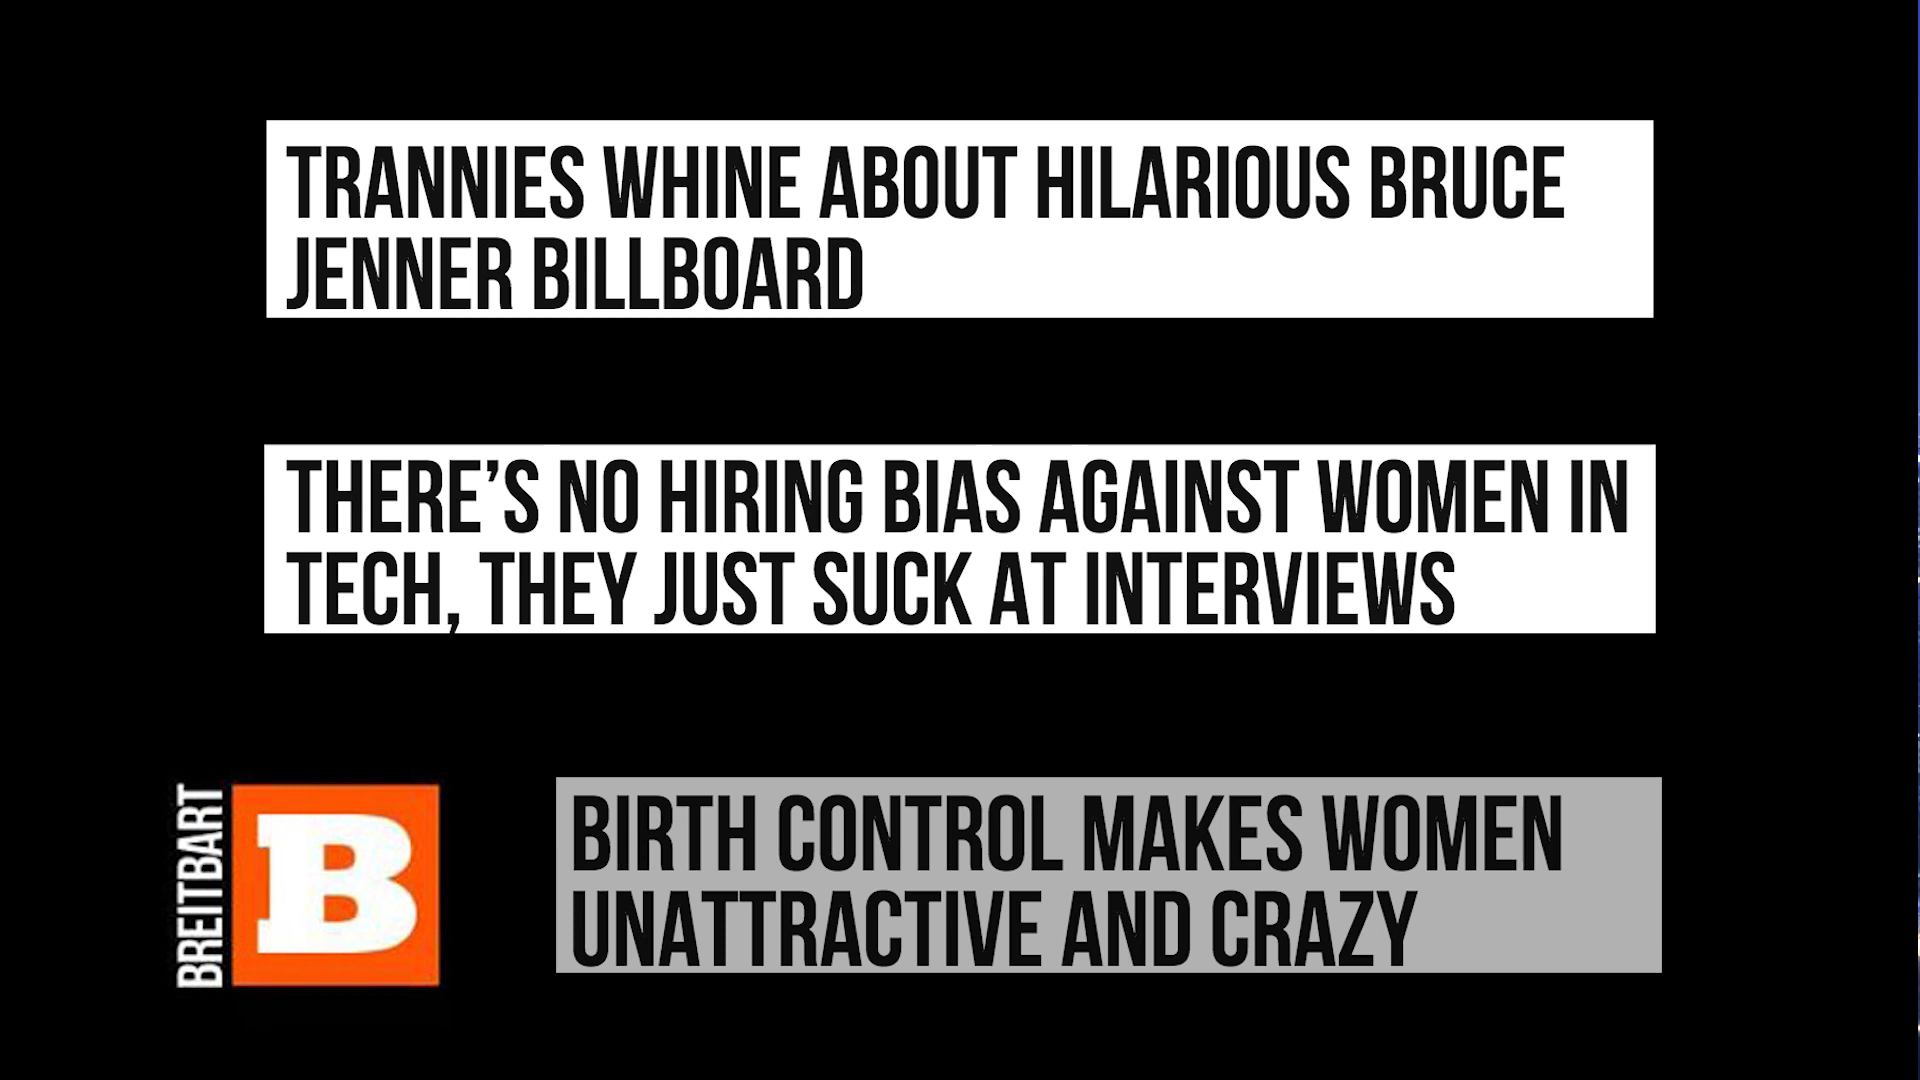 TRANNIES WHINE ABOUT HILARIOUS BRUCE
JENNER BILLBOARD
THERE’S NO HIRING BIAS AGAINST WOMEN IN
TECH, THEY JUST SUCK AT INTERVIEWS
BREITBART
B
BIRTH CONTROL MAKES WOMEN
UNATTRACTIVE AND CRAZY